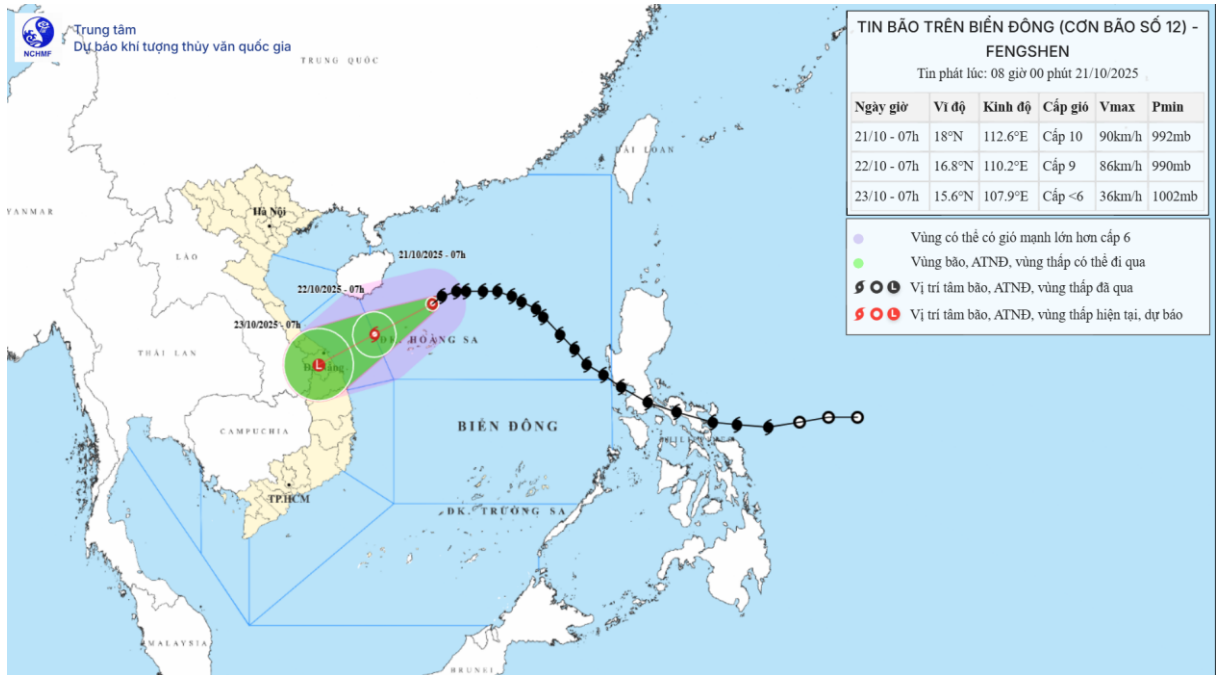 Trung tâm
Dự báo khí tượng thủy văn quốc gia
NCHMF
TIN BÃO TRÊN BIỂN ĐÔNG (CƠN BÃO SỐ 12) -
FENGSHEN
Tin phát lúc: 08 giờ 00 phút 21/10/2025
Ngày giờ Vĩ độ Kinh độ Cấp gió Vmax Pmin
21/10 - 07h 18°N 112.6°E Cấp 10 90km/h 992mb
22/10 - 07h 16.8°N 110.2°E Cấp 9 86km/h 990mb
23/10 - 07h 15.6°N 107.9°E Cấp <6 36km/h 1002mb
Vùng có thể có gió mạnh lớn hơn cấp 6
Vùng bão, ATNĐ, vùng thấp có thể đi qua
Vị trí tâm bão, ATNĐ, vùng thấp đã qua
Vị trí tâm bão, ATNĐ, vùng thấp hiện tại, dự báo
TRUNG QUỐC
ĐÀI LOAN
YANMAR
Hà Nội
LÀO
21/10/2025 - 07h
22/10/2025 - 07h
23/10/2025 - 07h
ĐK. HOÀNG SA
THÁI LAN
CAMPUCHIA
BIỂN ĐÔNG
TP.HCM
ĐK. TRƯỜNG SA
MALAYSIA
BRUNEI